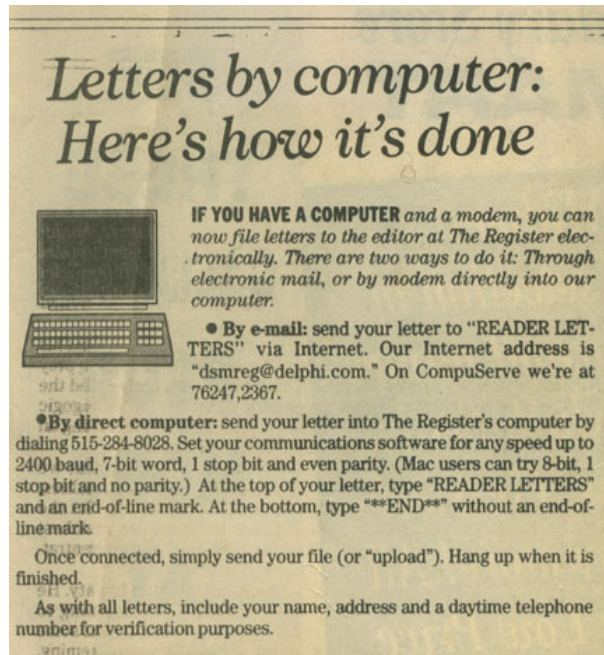 Letters by computer:
Here's how it's done
IF YOU HAVE A COMPUTER and a modem, you can
now file letters to the editor at The Register elec-
tronically. There are two ways to do it: Through
electronic mail, or by modem directly into our
computer.
● By e-mail: send your letter to "READER LET-
TERS" via Internet. Our Internet address is
"dsmreg@delphi.com." On CompuServe we're at
76247,2367.
●By direct computer: send your letter into The Register's computer by
dialing 515-284-8028. Set your communications software for any speed up to
2400 baud, 7-bit word, 1 stop bit and even parity. (Mac users can try 8-bit, 1
stop bit and no parity.) At the top of your letter, type "READER LETTERS"
and an end-of-line mark. At the bottom, type "**END**" without an end-of-
line mark.
Once connected, simply send your file (or "upload"). Hang up when it is
finished.
As with all letters, include your name, address and a daytime telephone
number for verification purposes.